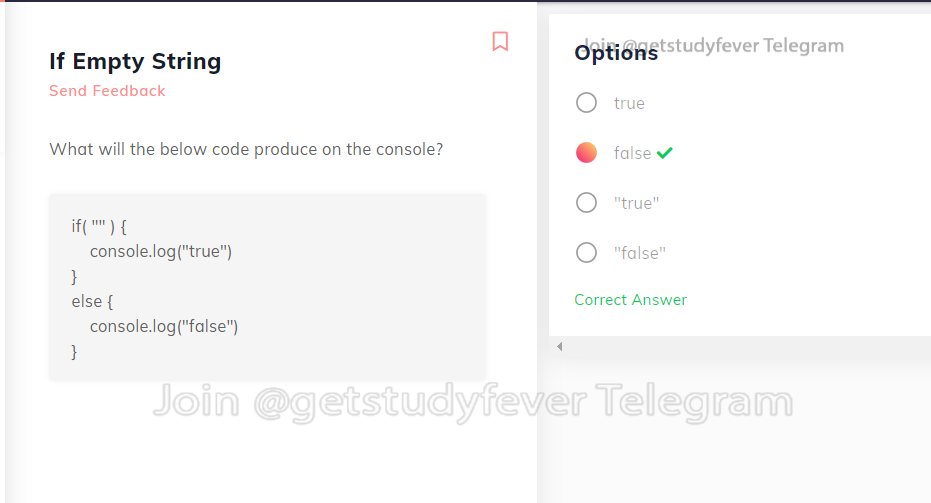 If Empty String
Send Feedback
What will the below code produce on the console?
if( "" ) {
    console.log("true")
}
else {
    console.log("false")
}
Join @getstudyfever Telegram
Options
true
false
"true"
"false"
Correct Answer
Join @getstudyfever Telegram